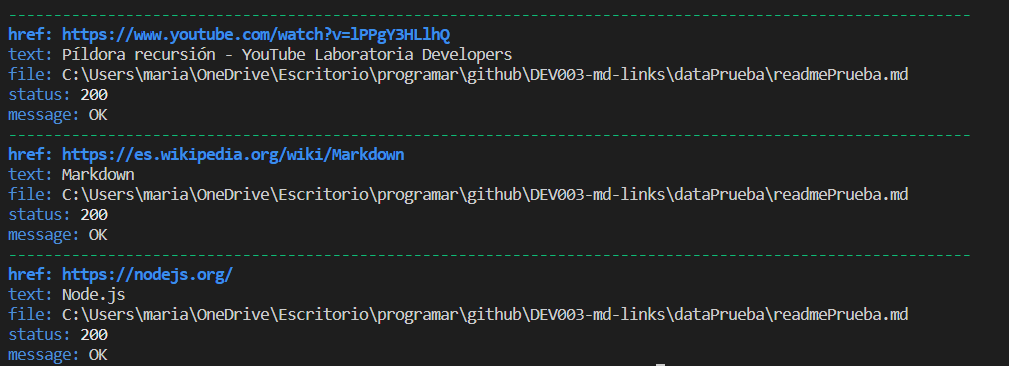 --------------------------------------------------------------------------------------------------------
href: https://www.youtube.com/watch?v=lPPgY3HLlhQ
text: Píldora recursión - YouTube Laboratoria Developers
file: C:\Users\maria\OneDrive\Escritorio\programar\github\DEV003-md-links\dataPrueba\readmePrueba.md
status: 200
message: OK
--------------------------------------------------------------------------------------------------------
href: https://es.wikipedia.org/wiki/Markdown
text: Markdown
file: C:\Users\maria\OneDrive\Escritorio\programar\github\DEV003-md-links\dataPrueba\readmePrueba.md
status: 200
message: OK
--------------------------------------------------------------------------------------------------------
href: https://nodejs.org/
text: Node.js
file: C:\Users\maria\OneDrive\Escritorio\programar\github\DEV003-md-links\dataPrueba\readmePrueba.md
status: 200
message: OK